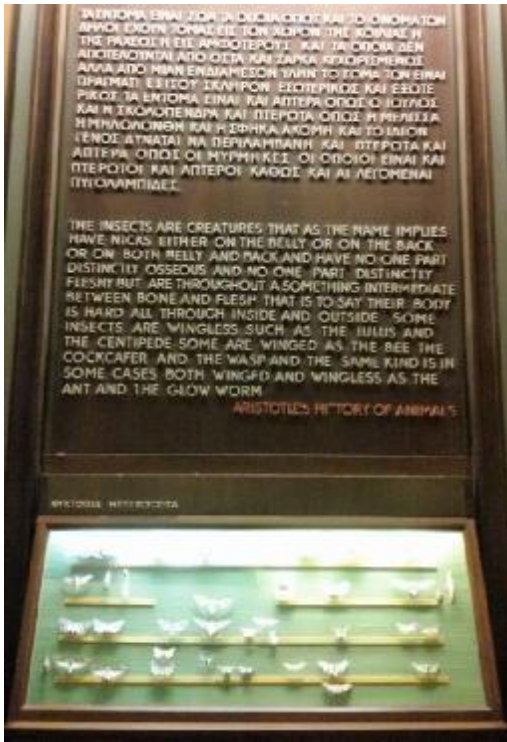 ΤΑ ΕΝΤΟΜΑ ΕΙΝΑΙ ΖΩΑ ΤΑ ΟΠΟΙΑ ΟΠΩΣ ΚΑΙ ΤΟ ΟΝΟΜΑ ΤΩΝ
ΔΗΛΟΙ ΕΧΟΥΝ ΤΟΜΑΣ ΕΙΣ ΤΟΝ ΧΩΡΟΝ ΤΗΣ ΚΟΙΛΙΑΣ Η
ΤΗΣ ΡΑΧΕΩΣ Η ΕΙΣ ΑΜΦΟΤΕΡΟΥΣ ΚΑΙ ΤΑ ΟΠΟΙΑ ΔΕΝ
ΑΠΟΤΕΛΟΥΝΤΑΙ ΑΠΟ ΟΣΤΑ ΚΑΙ ΣΑΡΚΑ
ΑΛΛΑ ΑΠΟ ΜΙΑΝ ΕΝΔΙΑΜΕΣΟΝ ΥΛΗΝ ΤΟ ΣΩΜΑ ΤΩΝ ΕΙΝΑΙ
ΠΡΑΓΜΑΤΙ ΕΞ ΙΣΟΥ ΣΚΛΗΡΟΝ ΕΣΩΤΕΡΙΚΩΣ ΚΑΙ ΕΞΩΤΕ
ΡΙΚΩΣ ΤΑ ΕΝΤΟΜΑ ΕΙΝΑΙ ΚΑΙ ΑΠΤΕΡΑ ΟΠΩΣ Ο ΙΟΥΛΟΣ
ΚΑΙ Η ΣΚΟΛΟΠΕΝΔΡΑ ΚΑΙ ΠΤΕΡΩΤΑ ΟΠΩΣ Η ΜΕΛΙΣΣΑ
Η ΜΗΛΟΛΟΝΘΗ ΚΑΙ Η ΣΦΗΚΑ ΑΚΟΜΗ ΚΑΙ ΤΟ ΙΔΙΟΝ
ΓΕΝΟΣ ΔΥΝΑΤΑΙ ΝΑ ΠΕΡΙΛΑΜΒΑΝΗ ΚΑΙ ΠΤΕΡΩΤΑ ΚΑΙ
ΑΠΤΕΡΑ ΟΠΩΣ ΟΙ ΜΥΡΜΗΚΕΣ ΟΙ ΟΠΟΙΟΙ ΕΙΝΑΙ ΚΑΙ
ΠΤΕΡΩΤΟΙ ΚΑΙ ΑΠΤΕΡΟΙ ΚΑΘΩΣ ΚΑΙ ΑΙ ΛΕΓΟΜΕΝΑΙ
ΠΥΓΟΛΑΜΠΙΔΕΣ
THE INSECTS ARE CREATURES THAT AS THE NAME IMPLIES
HAVE NICKS EITHER ON THE BELLY OR ON THE BACK
OR ON BOTH BELLY AND BACK AND HAVE NO ONE PART
DISTINCTLY OSSEOUS AND NO ONE PART DISTINCTLY
FLESHY BUT ARE THROUGHOUT A SOMETHING INTERMEDIATE
BETWEEN BONE AND FLESH THAT IS TO SAY THEIR BODY
IS HARD ALL THROUGH INSIDE AND OUTSIDE SOME
INSECTS ARE WINGLESS SUCH AS THE IULUS AND
THE CENTIPEDE SOME ARE WINGED AS THE BEE THE
COCKCAFER AND THE WASP AND THE SAME KIND IS IN
SOME CASES BOTH WINGED AND WINGLESS AS THE
ANT AND THE GLOW WORM
ARISTOTLE'S HISTORY OF ANIMALS